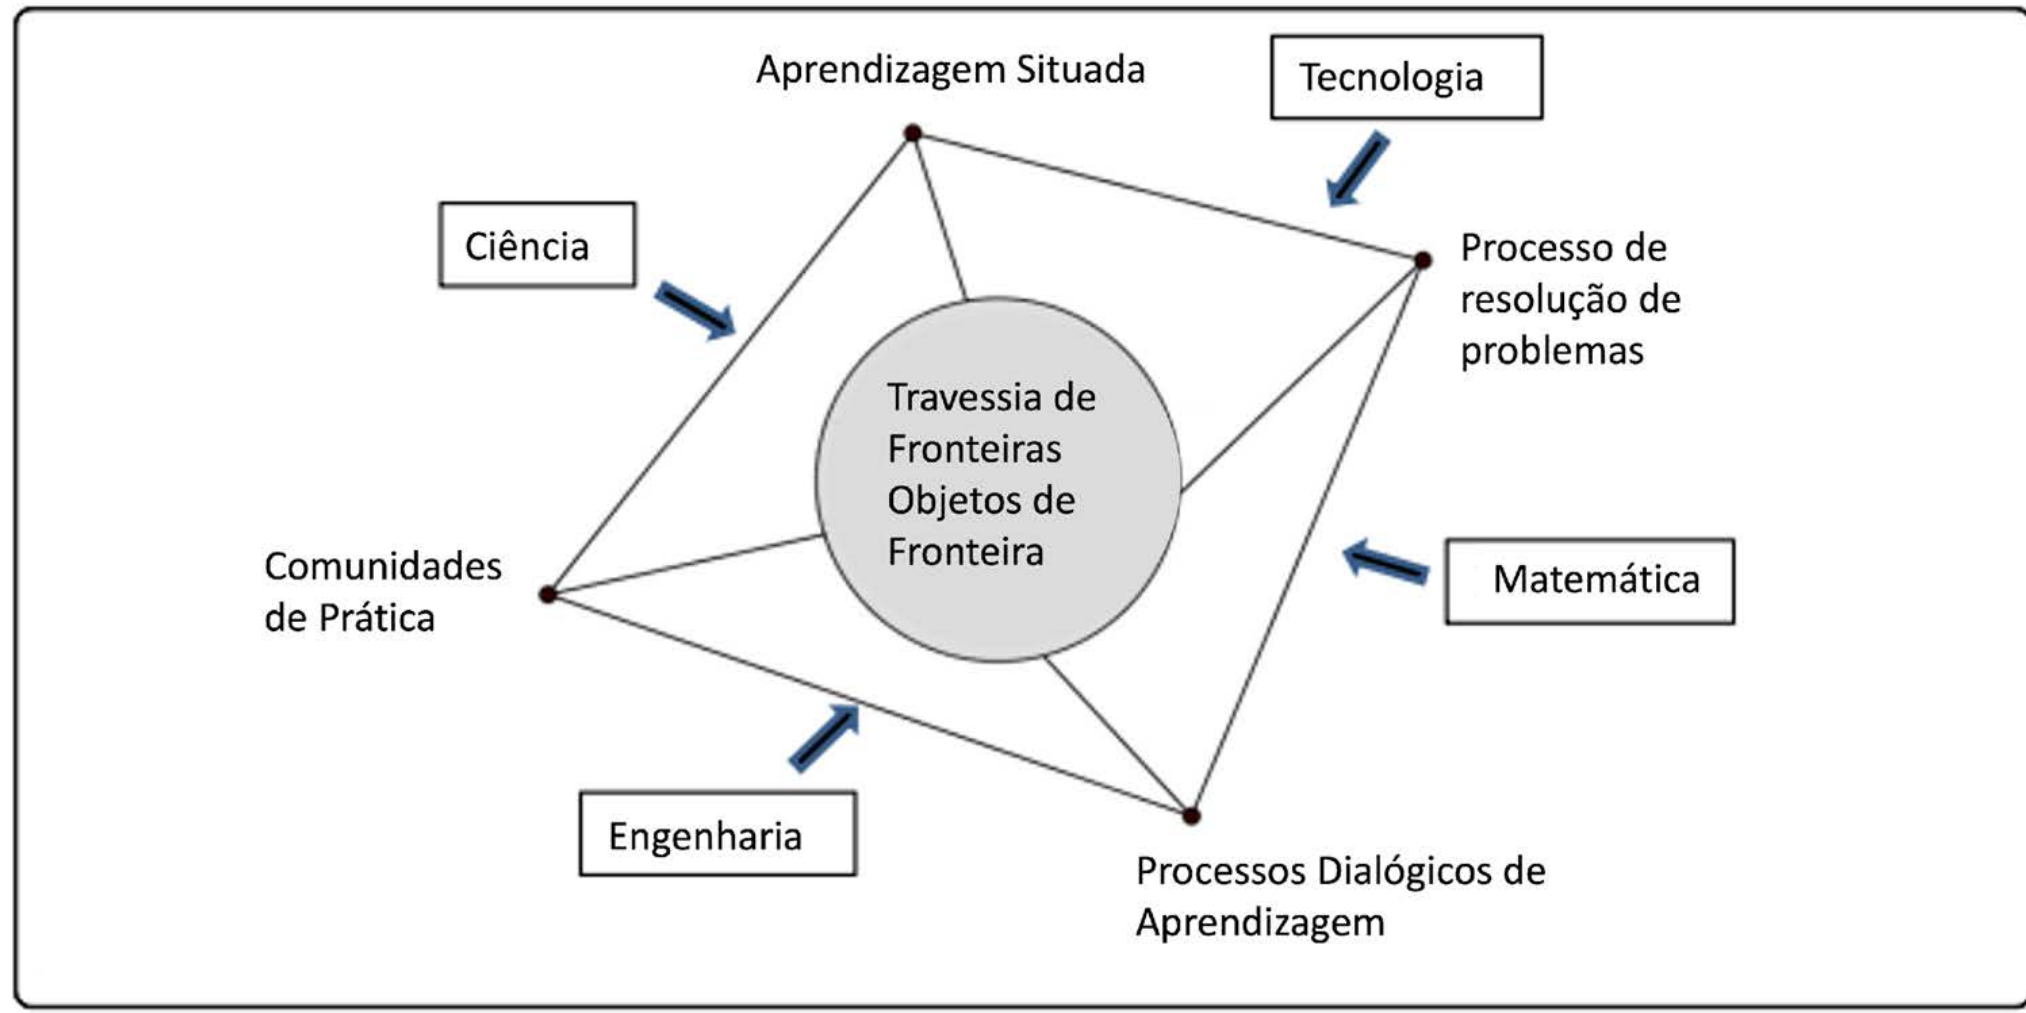 Aprendizagem Situada
Tecnologia
Ciência
Processo de
resolução de
problemas
Travessia de
Fronteiras
Objetos de
Fronteira
Comunidades
de Prática
Matemática
Engenharia
Processos Dialógicos de
Aprendizagem